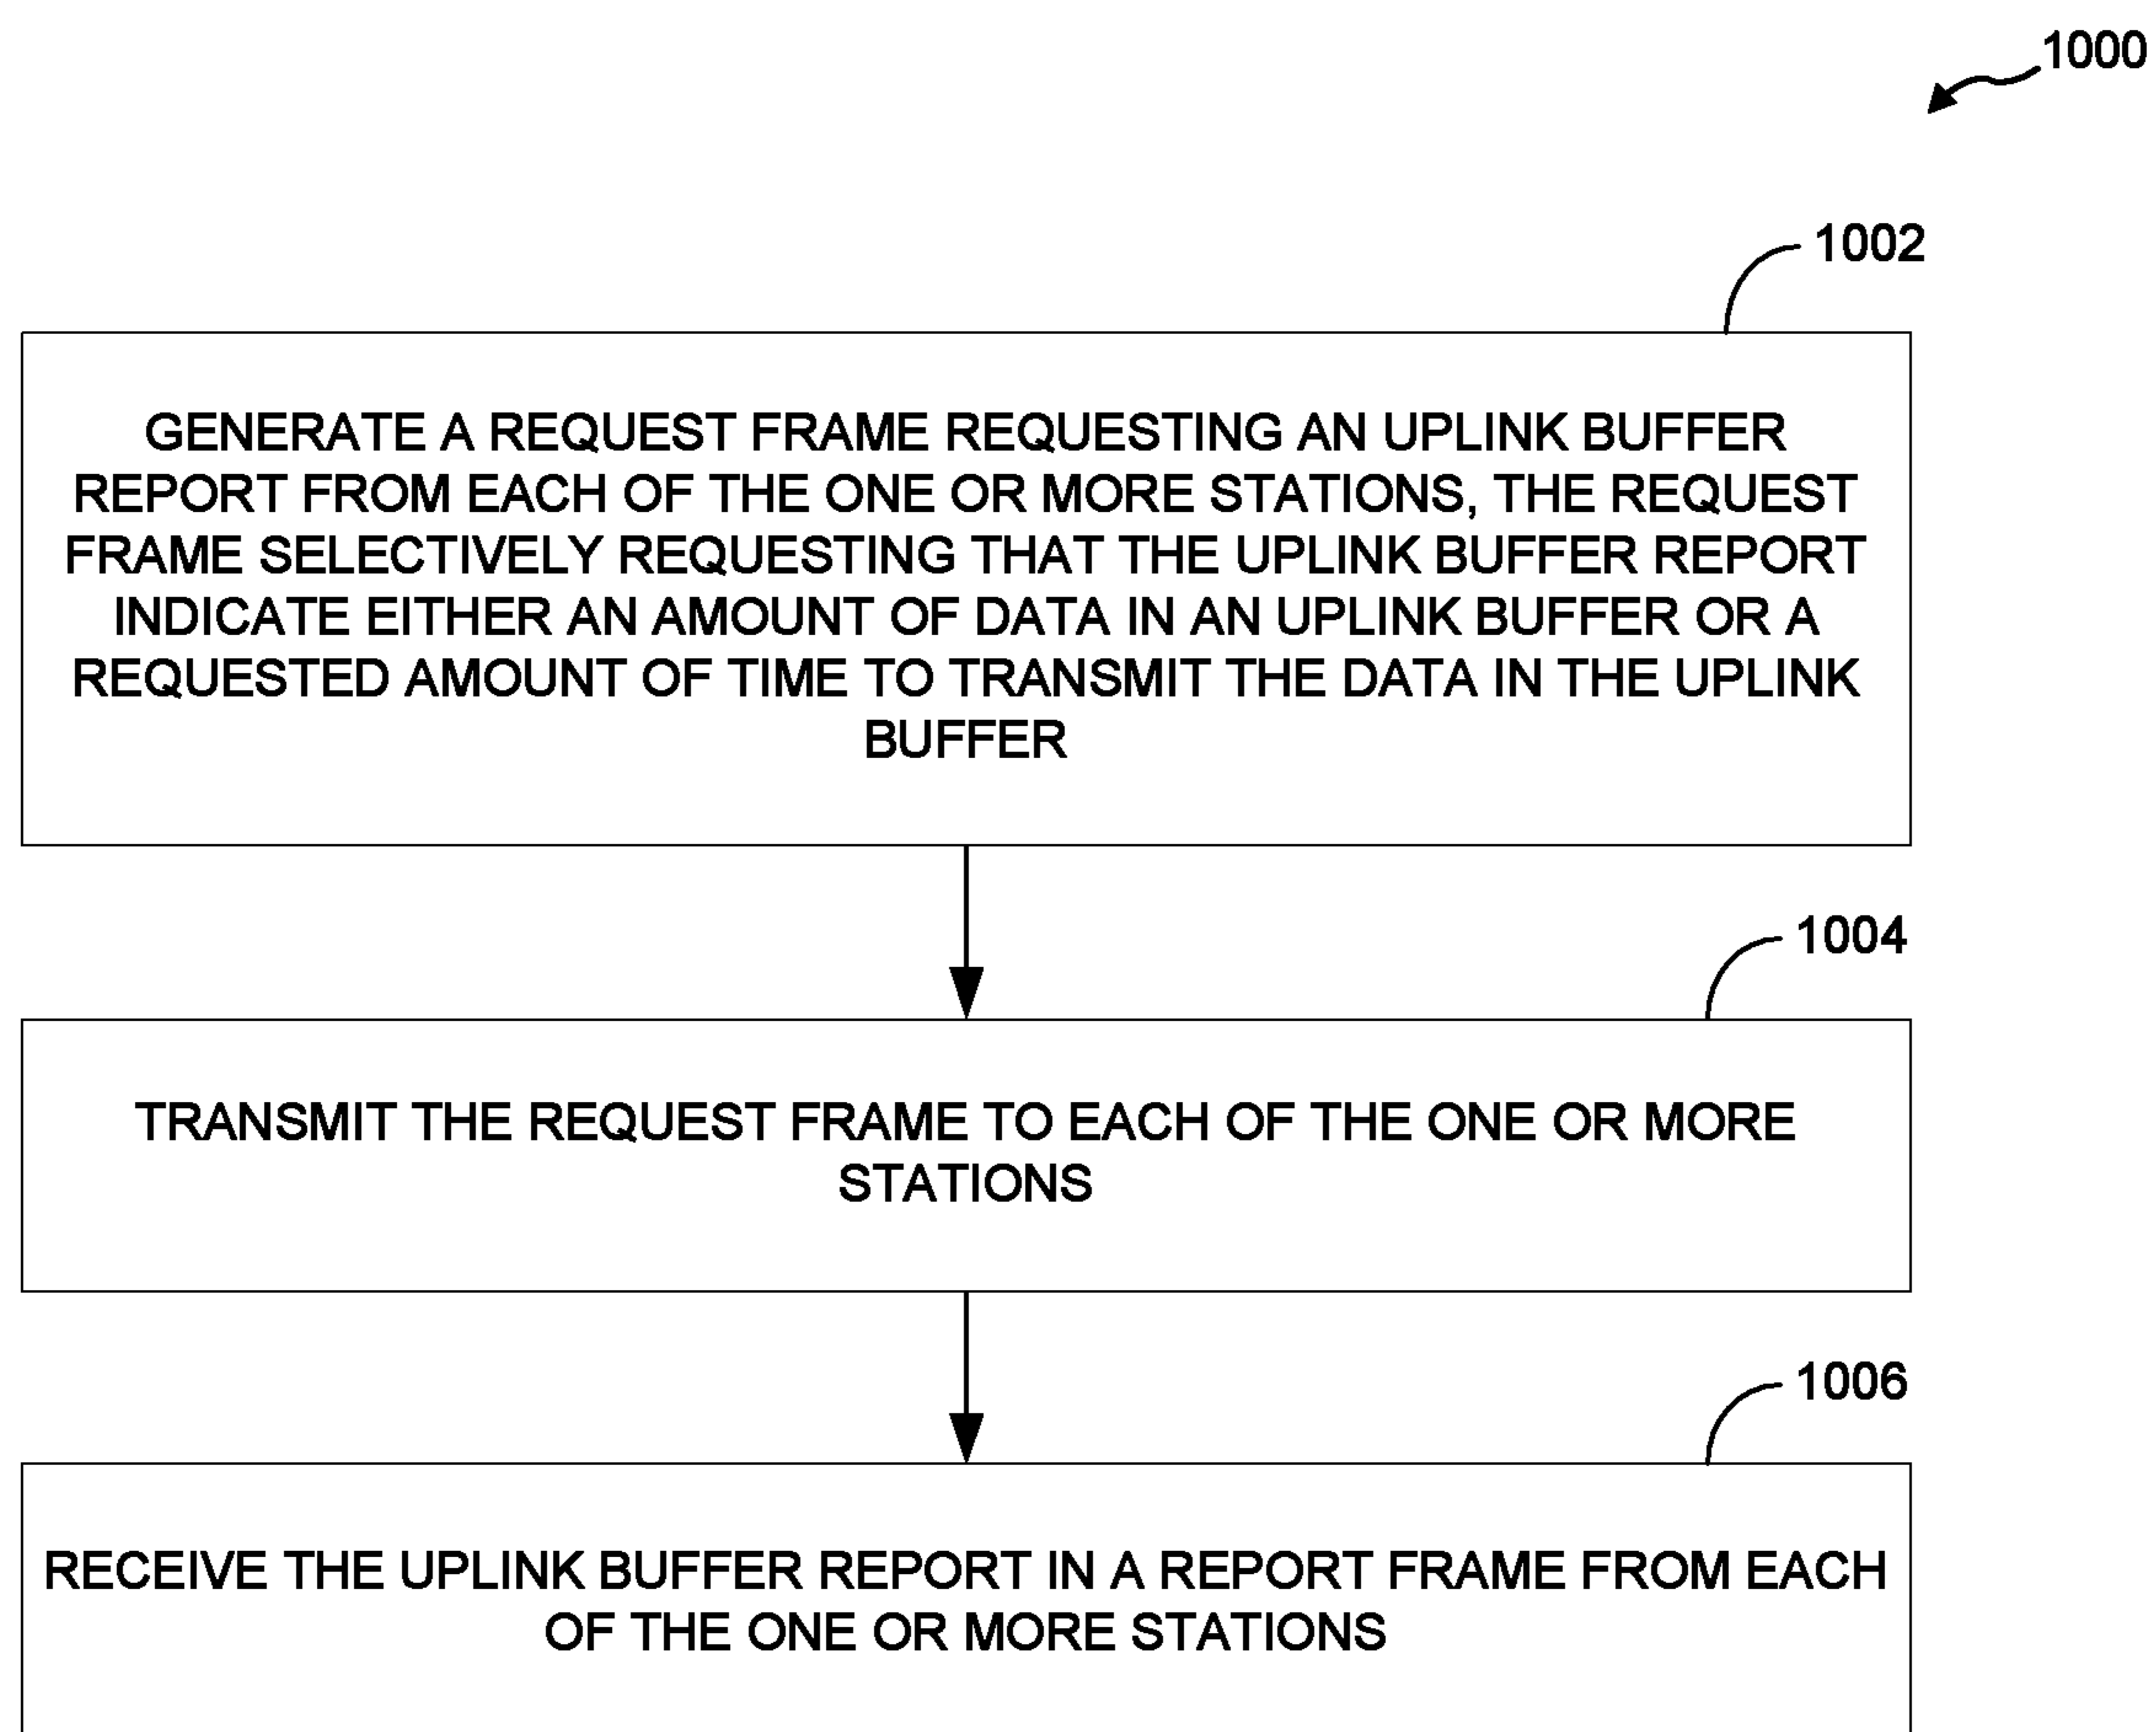 1000
1002
GENERATE A REQUEST FRAME REQUESTING AN UPLINK BUFFER
REPORT FROM EACH OF THE ONE OR MORE STATIONS, THE REQUEST
FRAME SELECTIVELY REQUESTING THAT THE UPLINK BUFFER REPORT
INDICATE EITHER AN AMOUNT OF DATA IN AN UPLINK BUFFER OR A
REQUESTED AMOUNT OF TIME TO TRANSMIT THE DATA IN THE UPLINK
BUFFER
1004
TRANSMIT THE REQUEST FRAME TO EACH OF THE ONE OR MORE
STATIONS
1006
RECEIVE THE UPLINK BUFFER REPORT IN A REPORT FRAME FROM EACH
OF THE ONE OR MORE STATIONS